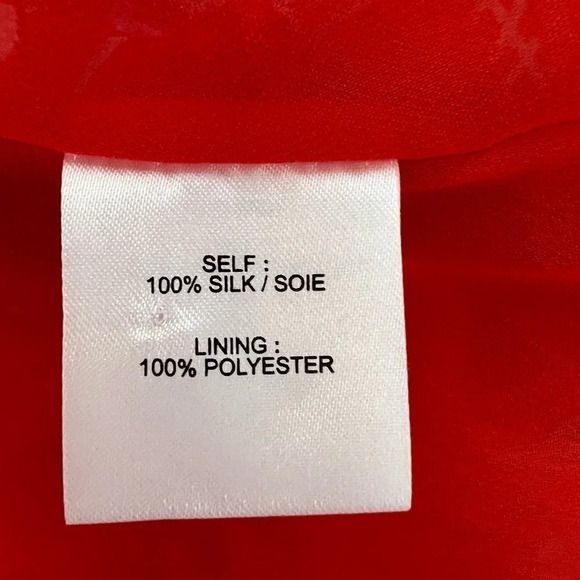 SELF :
100% SILK / SOIE
LINING :
100% POLYESTER